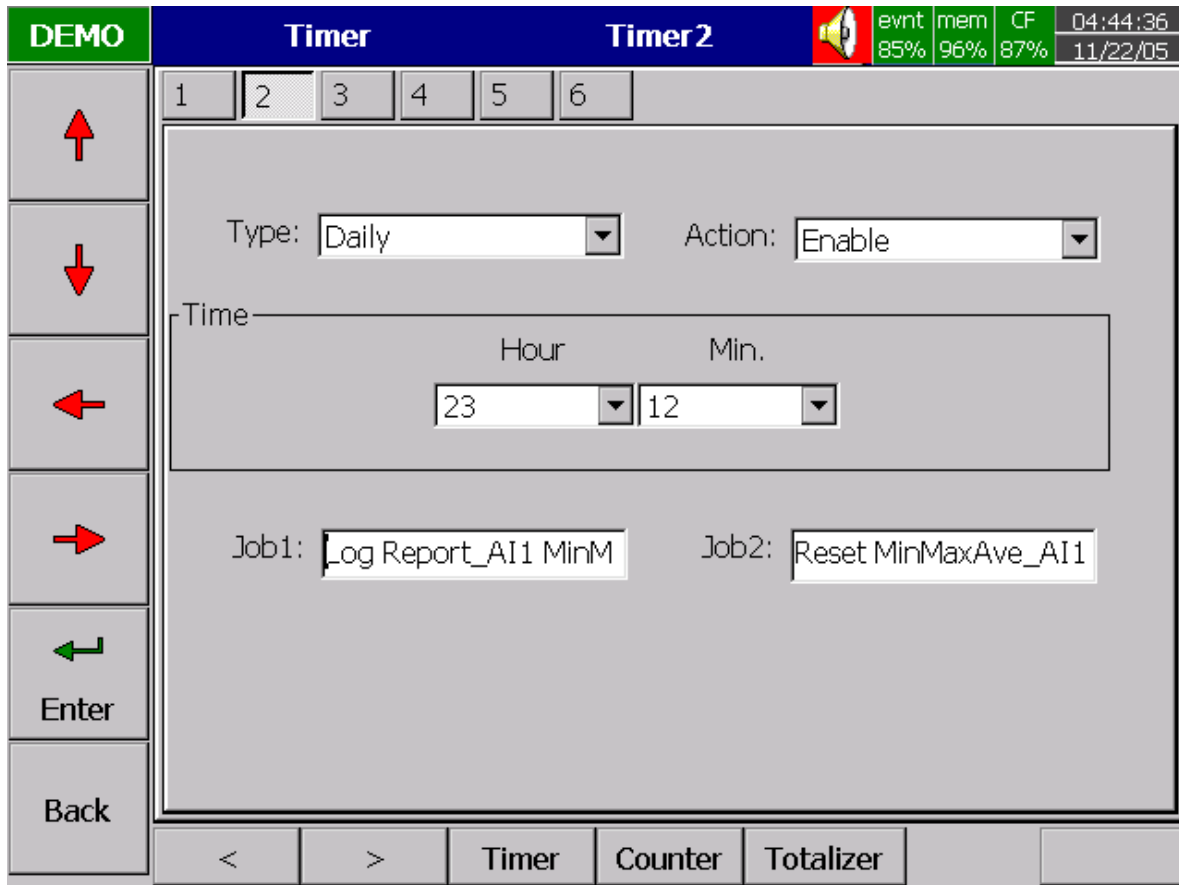 DEMO Timer Timer2 evnt mem CF 04:44:36
85% 96% 87% 11/22/05
1 2 3 4 5 6
Type: Daily Action: Enable
Time
Hour Min.
23 12
Job1: Log Report_AI1 MinM Job2: Reset MinMaxAve_AI1
Enter
Back
< > Timer Counter Totalizer